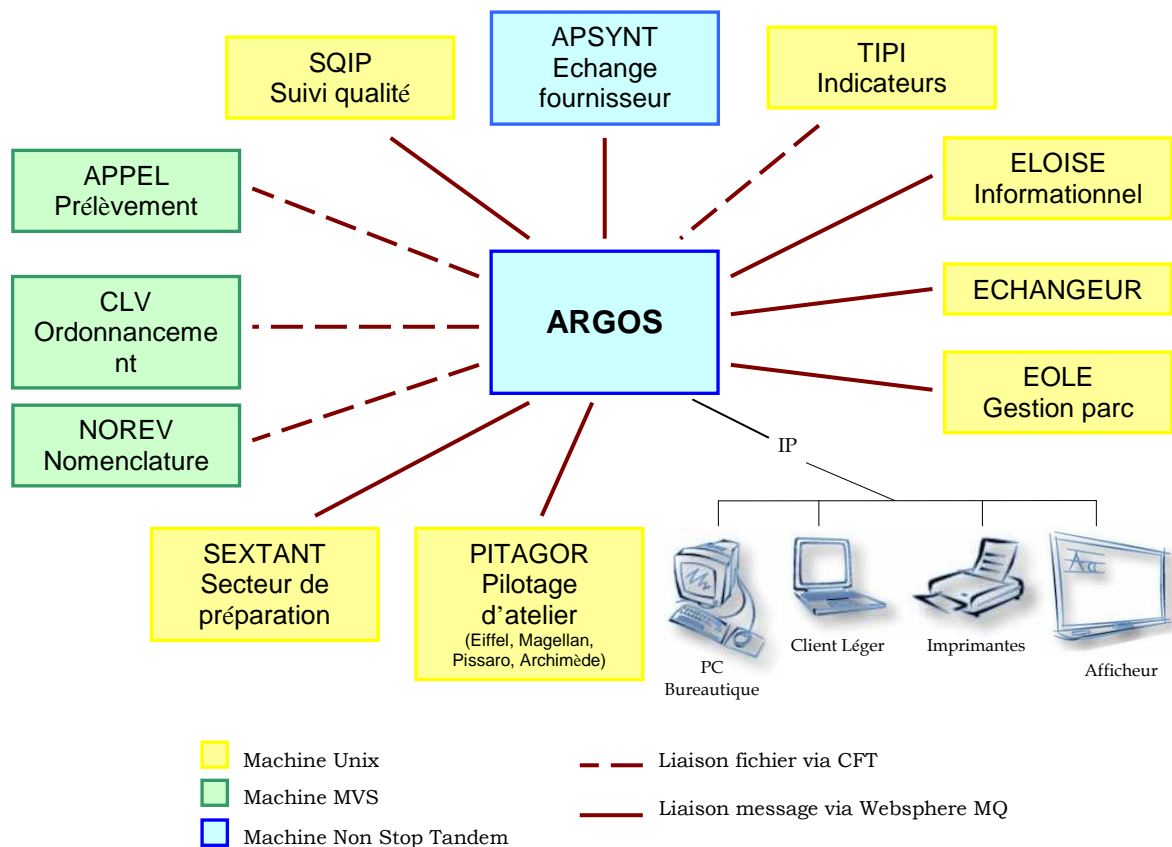 SQIP
Suivi qualité
APSYNT
Echange
fournisseur
TIPI
Indicateurs
APPEL
Prélèvement
ELOISE
Informationnel
CLV
Ordonnanceme
nt
ARGOS
ECHANGEUR
NOREV
Nomenclature
EOLE
Gestion parc
IP
SEXTANT
Secteur de
préparation
PITAGOR
Pilotage
d’atelier
(Eiffel, Magellan,
Pissaro, Archimède)
PC
Bureautique
Client Léger
Imprimantes
Afficheur
Machine Unix
Machine MVS
Machine Non Stop Tandem
Liaison fichier via CFT
Liaison message via Websphere MQ